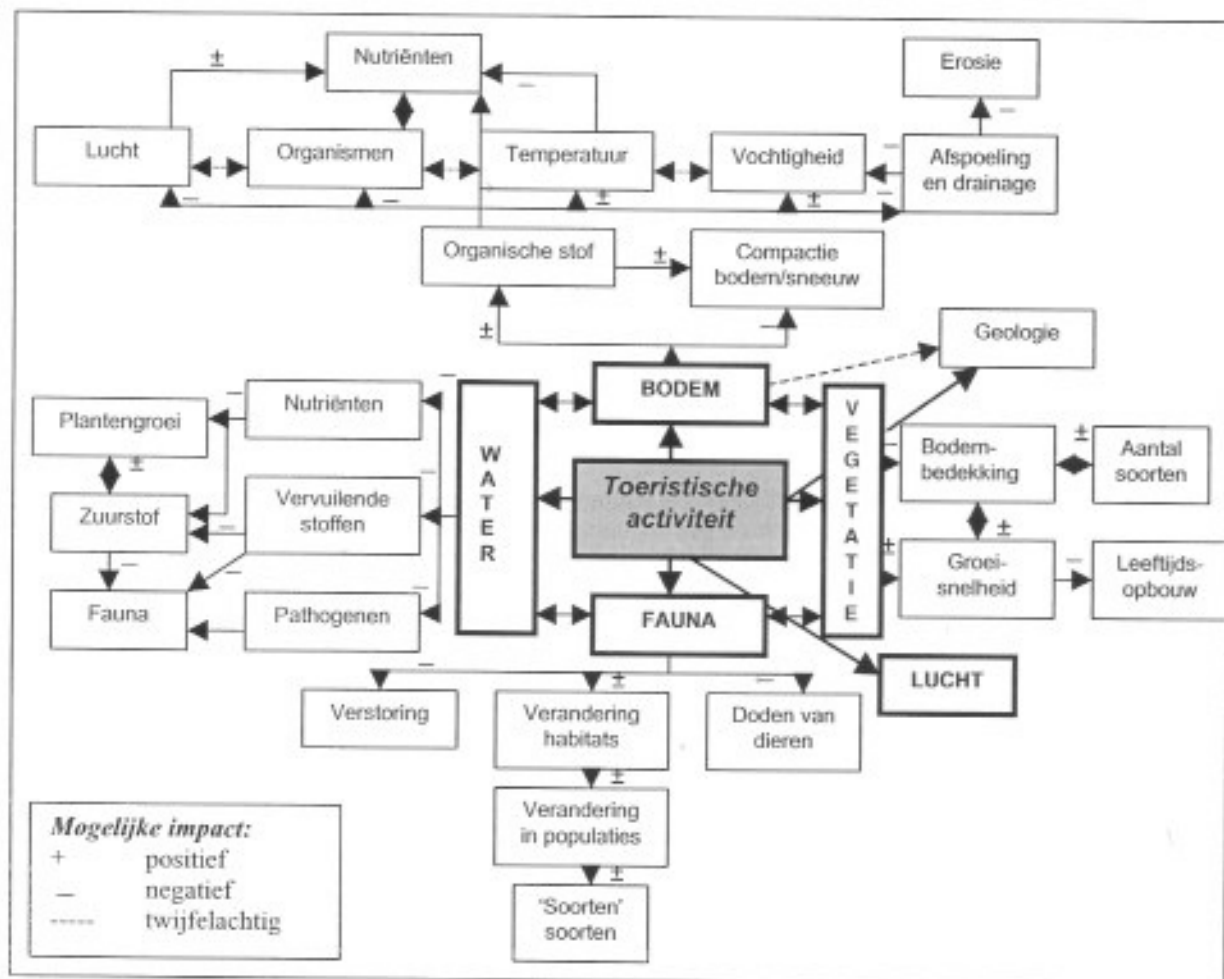 ±
Nutriënten
–
Erosie
–
Lucht
Organismen
Temperatuur
Vochtigheid
–
Afspoeling
en drainage
–
–
±
±
–
Organische stof
±
Compactie
bodem/sneeuw
±
–
Geologie
BODEM
Nutriënten
–
–
Plantengroei
±
WATER
VEGETATIE
–
Bodem-
bedekking
±
Aantal
soorten
Toeristische
activiteit
Vervuilende
stoffen
–
Zuurstof
–
±
±
Groei-
snelheid
–
Leeftijds-
opbouw
–
–
Fauna
Pathogenen
–
FAUNA
LUCHT
–
±
–
Verstoring
Verandering
habitats
Doden van
dieren
±
Verandering
in populaties
±
'Soorten'
soorten
Mogelijke impact:
+ positief
– negatief
----- twijfelachtig